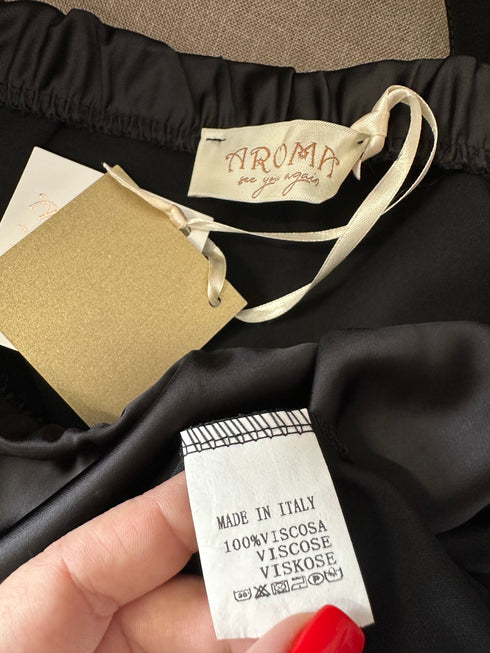 AROMA
see you again
MADE IN ITALY
100%VISCOSA
VISCOSE
VISKOSE